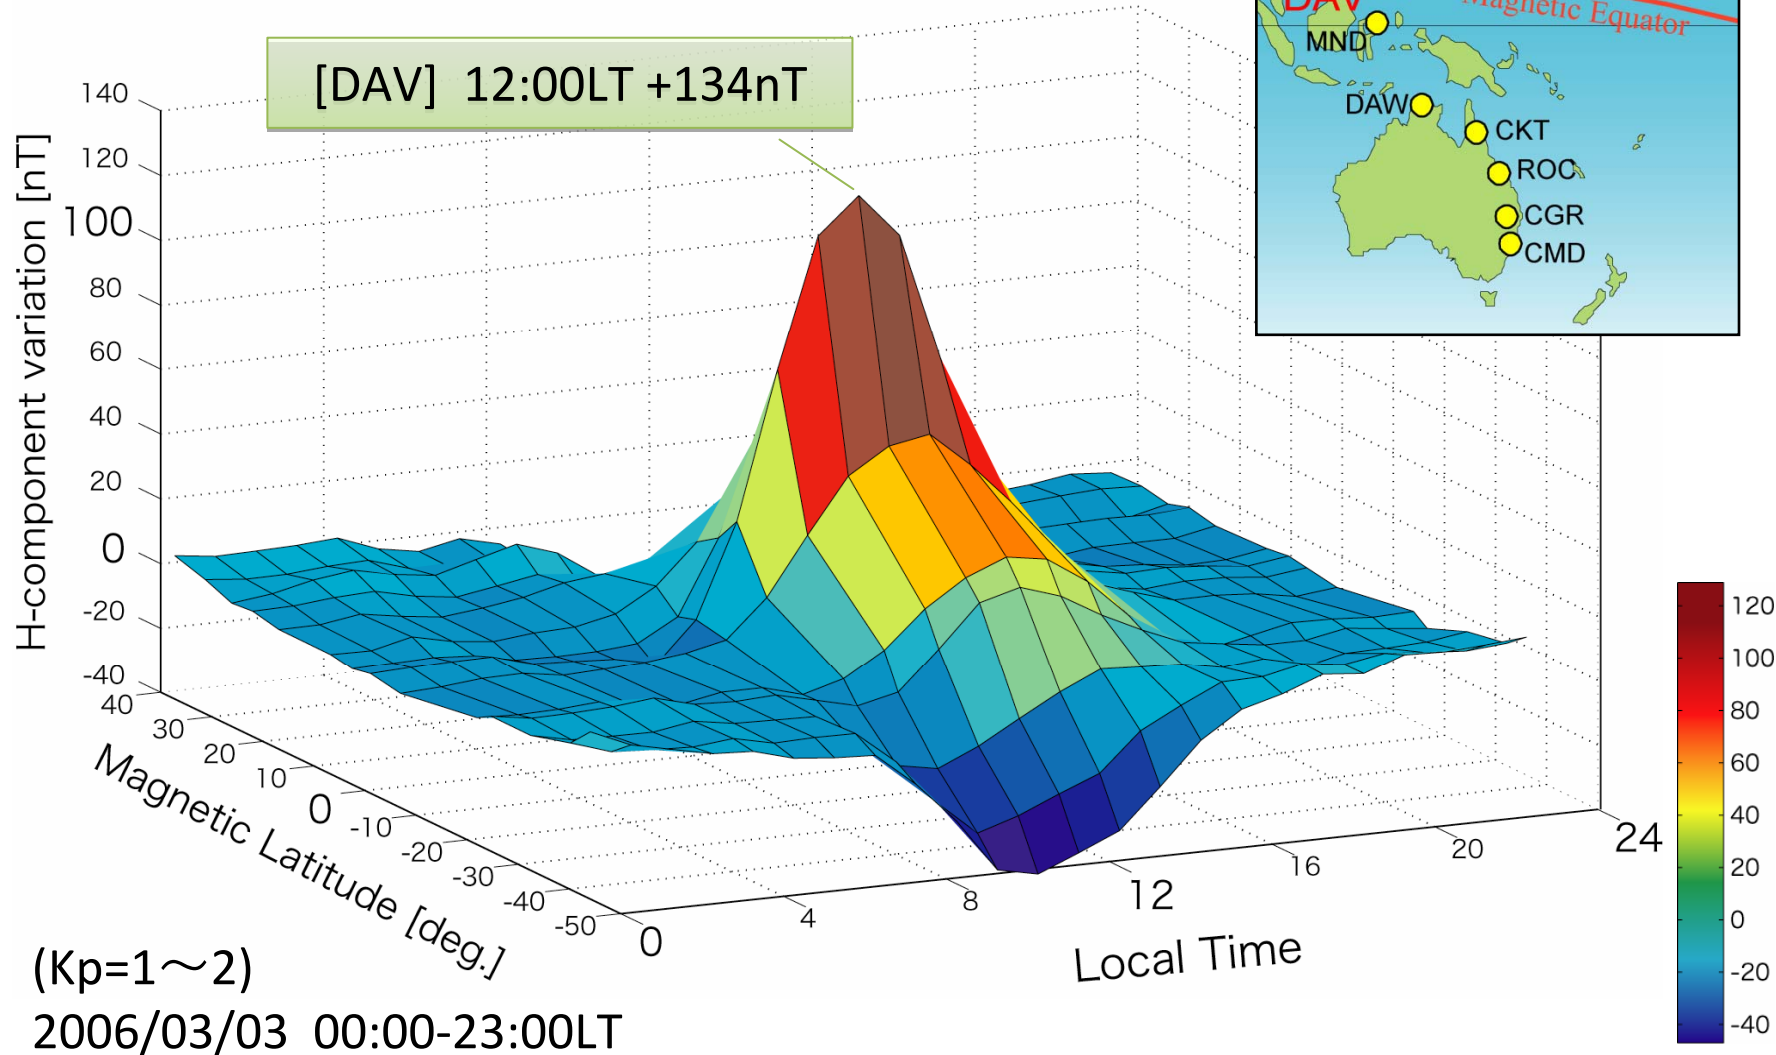 [DAV] 12:00LT +134nT
H-component variation [nT]
140
120
100
80
60
40
20
0
-20
-40
40
30
20
10
0
-10
-20
-30
-40
-50
Magnetic Latitude [deg.]
0
4
8
12
16
20
24
Local Time
DAV
Magnetic Equator
MND
DAW
CKT
ROC
CGR
CMD
120
100
80
60
40
20
0
-20
-40
(Kp=1～2)
2006/03/03 00:00-23:00LT